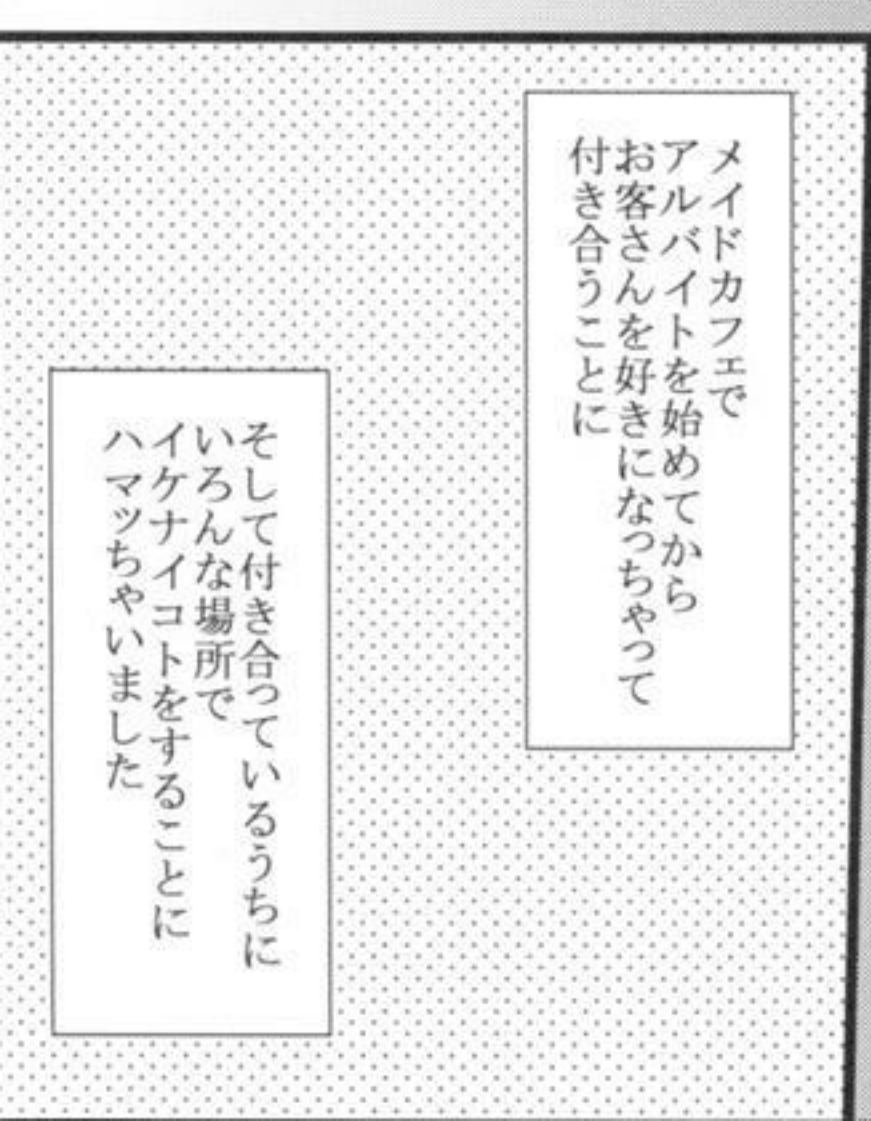 メイドカフェで
アルバイトを始めてから
お客さんを好きになっちゃって
付き合うことに
そして付き合っているうちに
いろんな場所で
イケナイコトをすることに
ハマッちゃいました